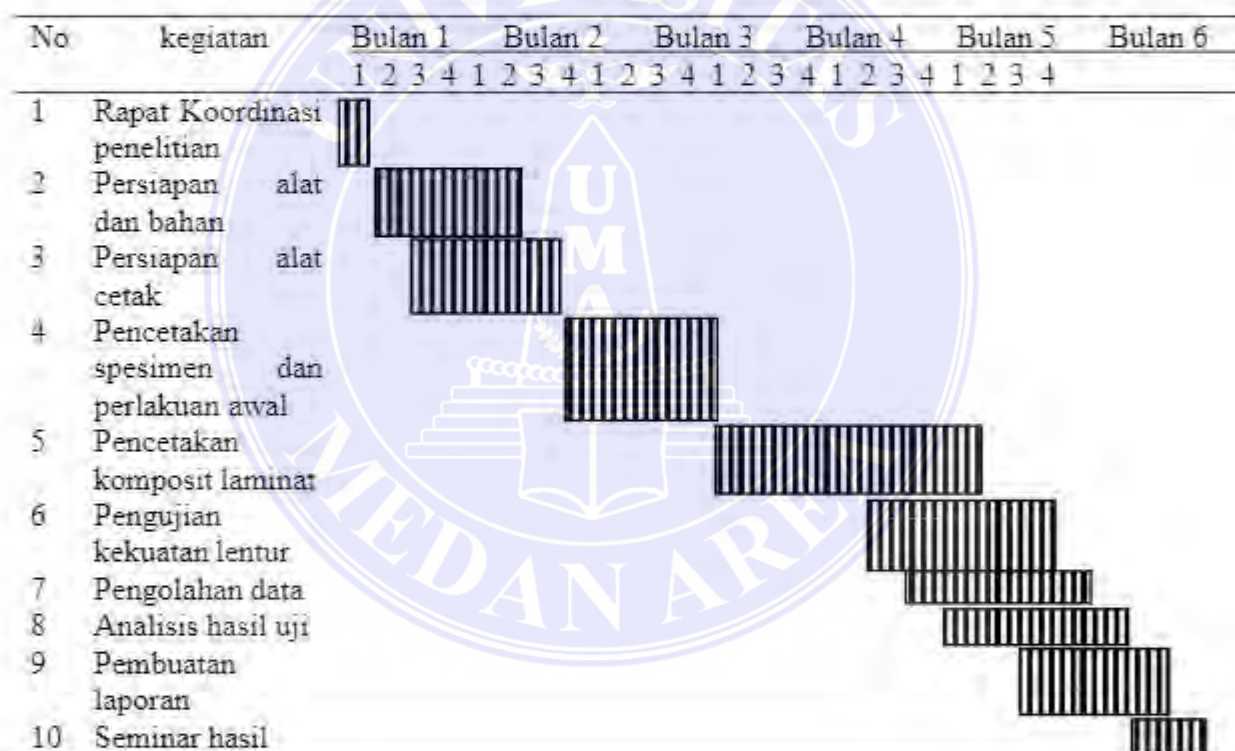 No kegiatan Bulan 1 Bulan 2 Bulan 3 Bulan 4 Bulan 5 Bulan 6
1 2 3 4 1 2 3 4 1 2 3 4 1 2 3 4 1 2 3 4 1 2 3 4
1 Rapat Koordinasi
penelitian
2 Persiapan alat
dan bahan
3 Persiapan alat
cetak
4 Pencetakan
spesimen dan
perlakuan awal
5 Pencetakan
komposit laminat
6 Pengujian
kekuatan lentur
7 Pengolahan data
8 Analisis hasil uji
9 Pembuatan
laporan
10 Seminar hasil
UMA
MEDAN AREA